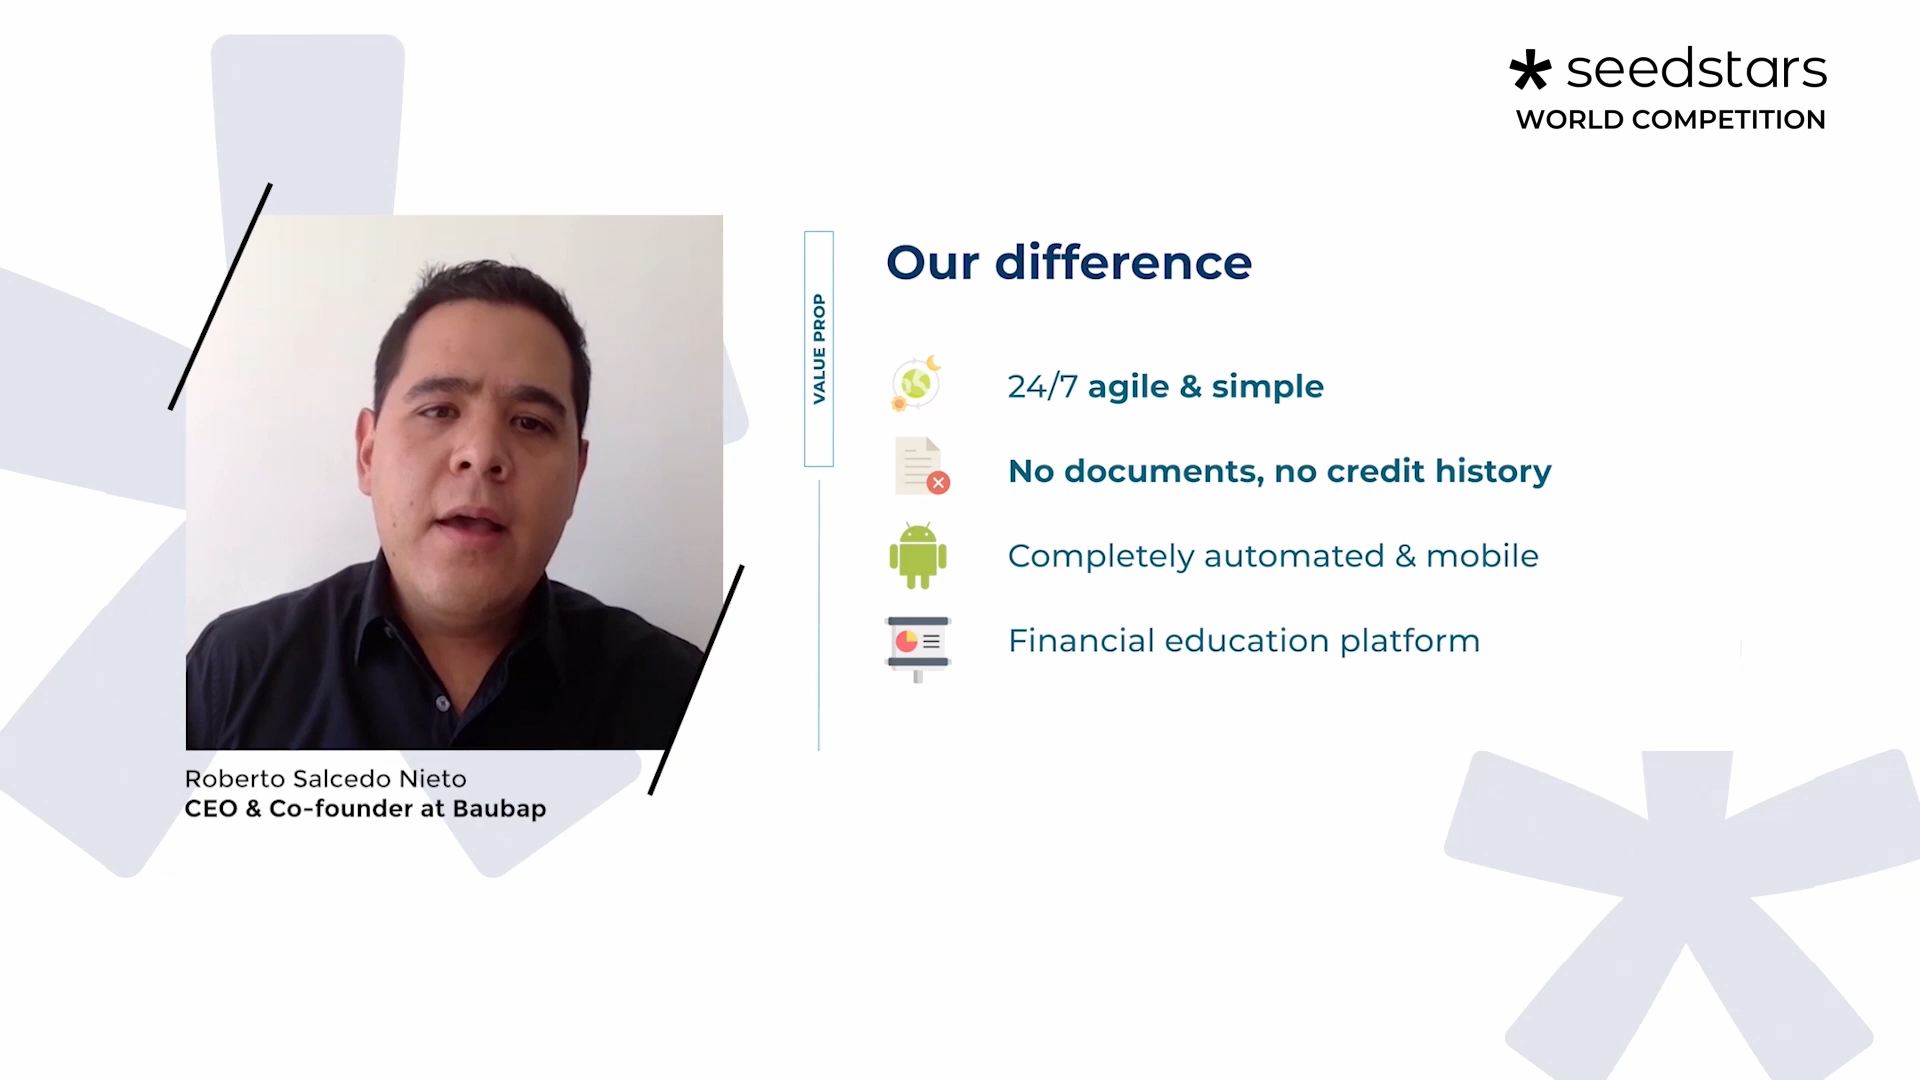 seedstars
WORLD COMPETITION
VALUE PROP
Our difference
24/7 agile & simple
No documents, no credit history
Completely automated & mobile
Financial education platform
Roberto Salcedo Nieto
CEO & Co-founder at Baubap